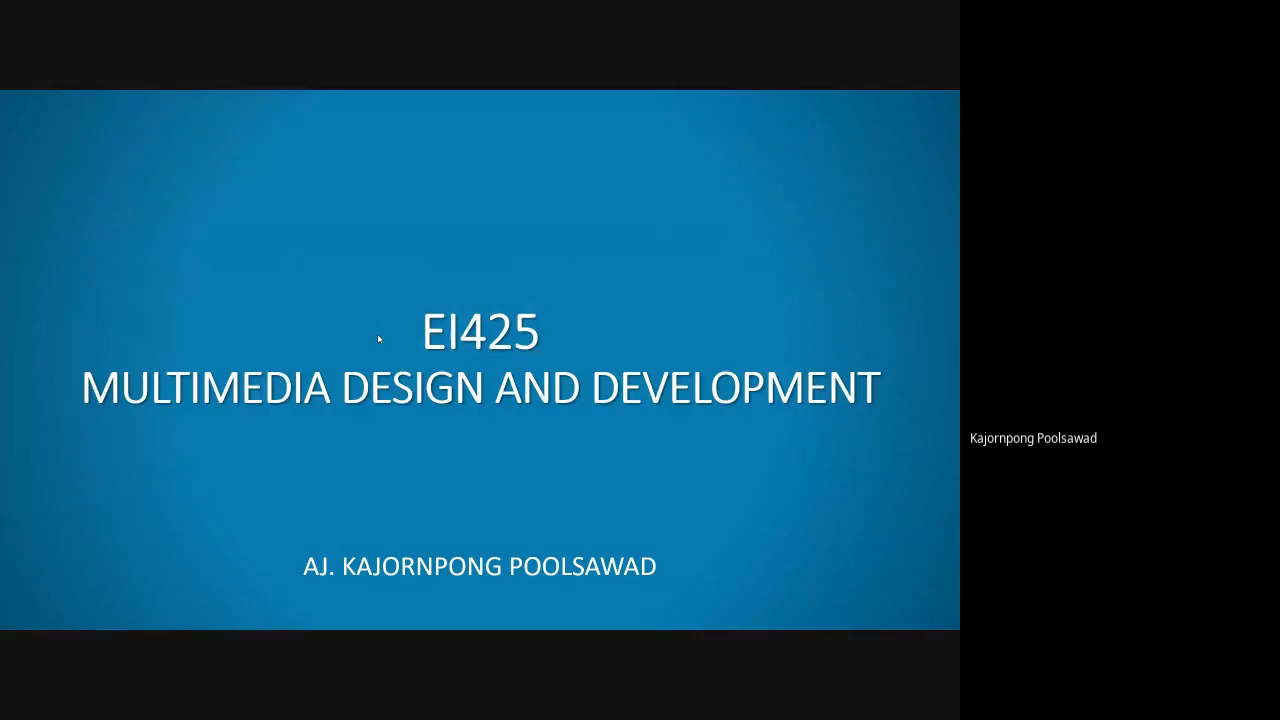 EI425
MULTIMEDIA DESIGN AND DEVELOPMENT
AJ. KAJORNPONG POOLSAWAD
Kajornpong Poolsawad